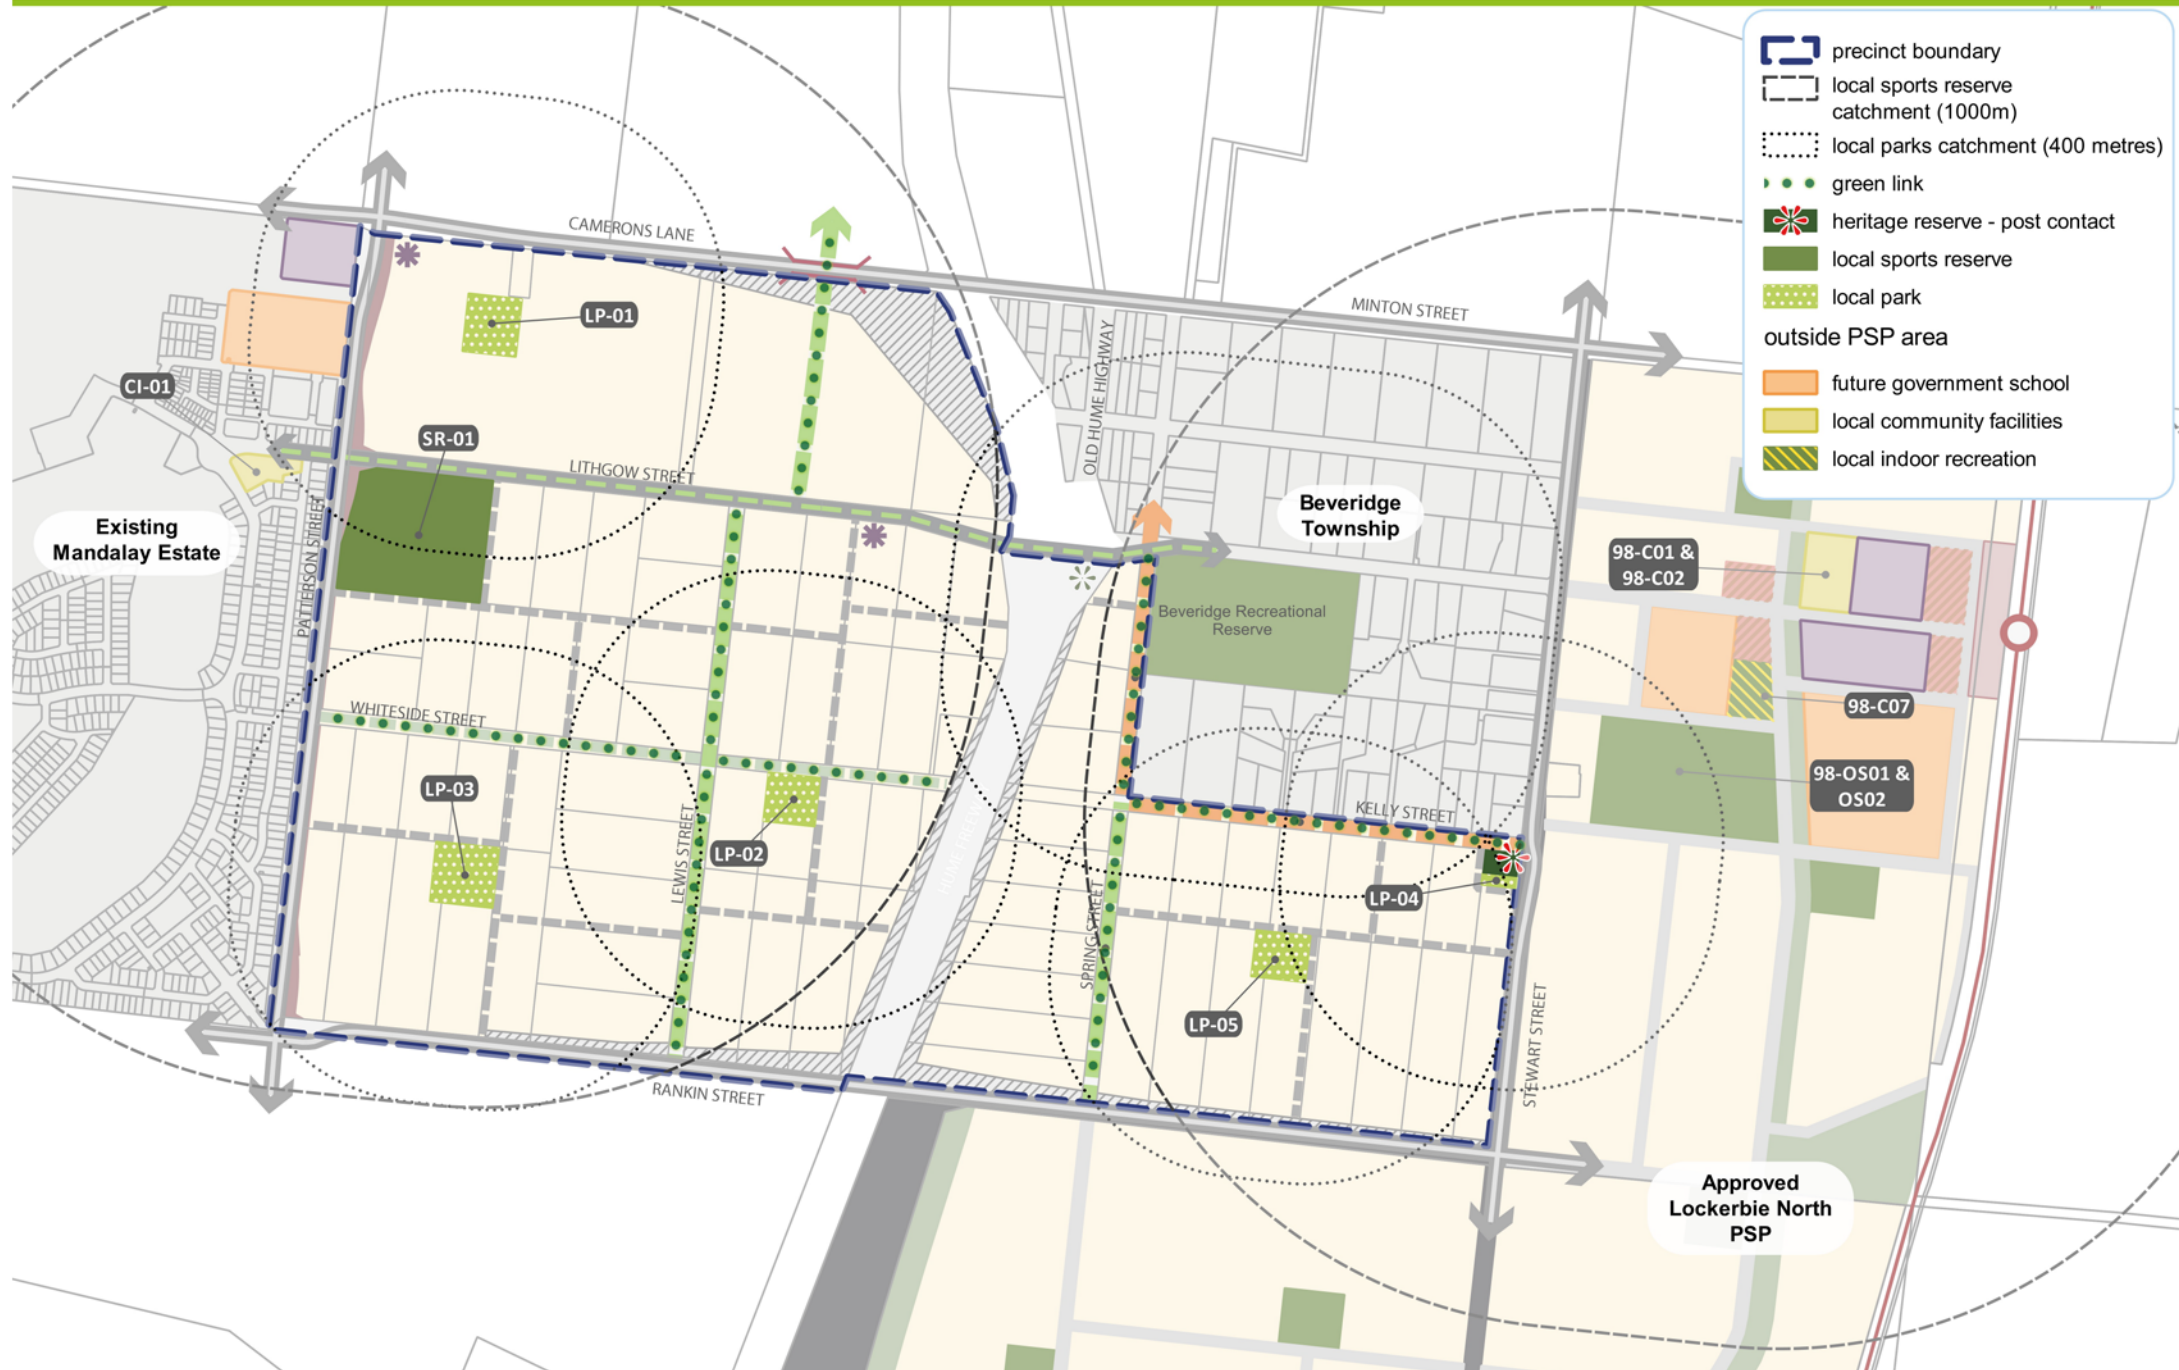 precinct boundary
local sports reserve
catchment (1000m)
local parks catchment (400 metres)
green link
heritage reserve - post contact
local sports reserve
local park
outside PSP area
future government school
local community facilities
local indoor recreation
CAMERONS LANE
MINTON STREET
LP-01
OLD HUME HIGHWAY
CI-01
SR-01
LITHGOW STREET
Existing
Mandalay Estate
PATTERSON STREET
Beveridge
Township
98-C01 &
98-C02
Beveridge Recreational
Reserve
98-C07
WHITESIDE STREET
98-OS01 &
OS02
LP-03
LP-02
LEWIS STREET
HUME FREEWAY
KELLY STREET
LP-04
SPRING STREET
LP-05
STEWART STREET
RANKIN STREET
Approved
Lockerbie North
PSP